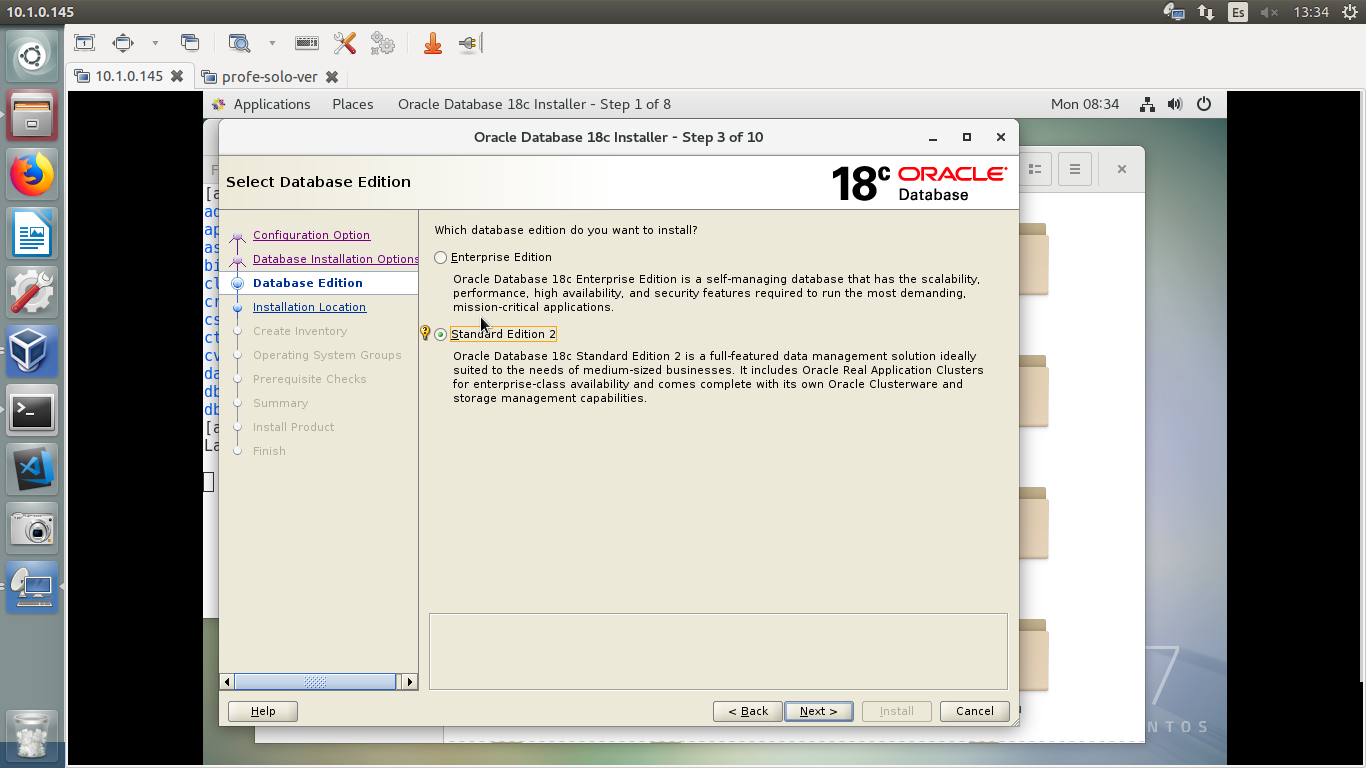 10.1.0.145
Es
13:34
10.1.0.145
profe-solo-ver
Applications
Places
Oracle Database 18c Installer - Step 1 of 8
Mon 08:34
Oracle Database 18c Installer - Step 3 of 10
Select Database Edition
18c ORACLE
Database
[a
ad
ap
as
bi
cl
cr
cs
ct
cv
da
db
db
[a
La
Configuration Option
Database Installation Options
Database Edition
Installation Location
Create Inventory
Operating System Groups
Prerequisite Checks
Summary
Install Product
Finish
Which database edition do you want to install?
Enterprise Edition
Oracle Database 18c Enterprise Edition is a self-managing database that has the scalability,
performance, high availability, and security features required to run the most demanding,
mission-critical applications.
Standard Edition 2
Oracle Database 18c Standard Edition 2 is a full-featured data management solution ideally
suited to the needs of medium-sized businesses. It includes Oracle Real Application Clusters
for enterprise-class availability and comes complete with its own Oracle Clusterware and
storage management capabilities.
Help
< Back
Next >
Install
Cancel
7
NTOS